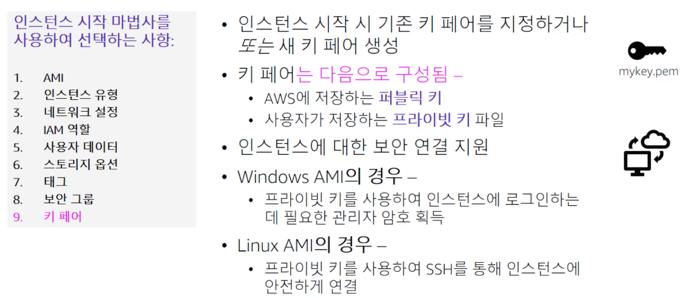 인스턴스 시작 마법사를
사용하여 선택하는 사항:
1. AMI
2. 인스턴스 유형
3. 네트워크 설정
4. IAM 역할
5. 사용자 데이터
6. 스토리지 옵션
7. 태그
8. 보안 그룹
9. 키 페어
• 인스턴스 시작 시 기존 키 페어를 지정하거나
또는 새 키 페어 생성
• 키 페어는 다음으로 구성됨 –
• AWS에 저장하는 퍼블릭 키
• 사용자가 저장하는 프라이빗 키 파일
• 인스턴스에 대한 보안 연결 지원
• Windows AMI의 경우 –
• 프라이빗 키를 사용하여 인스턴스에 로그인하는
데 필요한 관리자 암호 획득
• Linux AMI의 경우 –
• 프라이빗 키를 사용하여 SSH를 통해 인스턴스에
안전하게 연결
mykey.pem